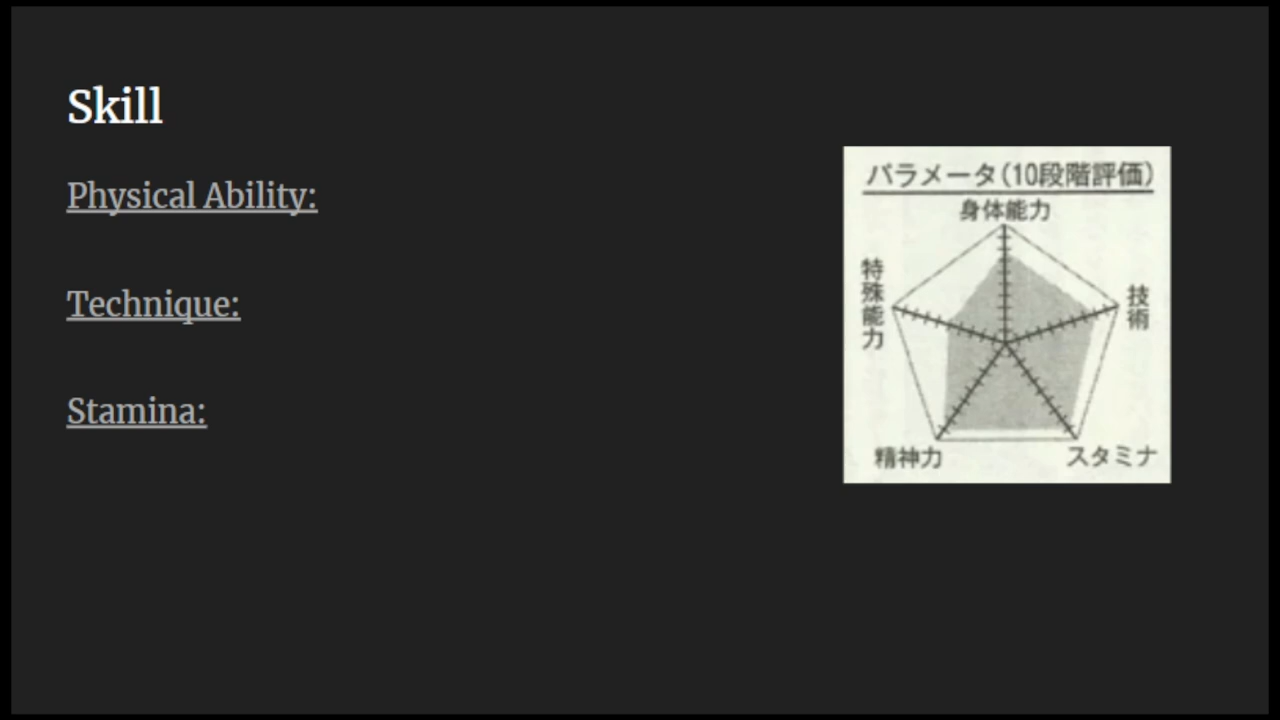 Skill
Physical Ability:
Technique:
Stamina:
パラメータ(10段階評価)
身体能力
特殊能力
技術
精神力
スタミナ